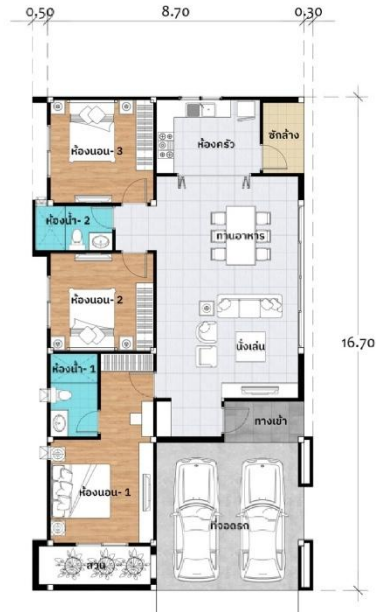 0,50
8.70
0,30
ห้องนอน-3
ห้องครัว
ซักล้าง
ห้องน้ำ-2
ทานอาหาร
ห้องนอน-2
นั่งเล่น
16.70
ห้องน้ำ-1
ทางเข้า
ห้องนอน-1
ที่จอดรถ
สวน